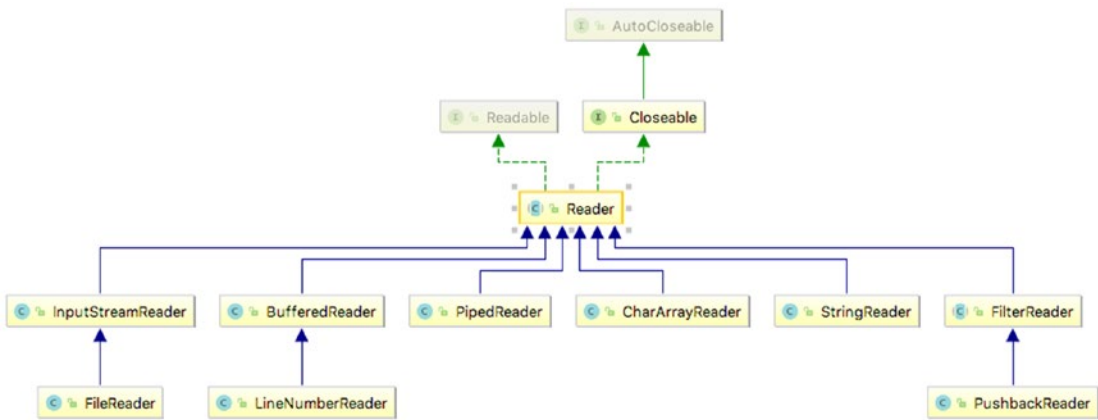 AutoCloseable
Readable
Closeable
Reader
InputStreamReader
BufferedReader
PipedReader
CharArrayReader
StringReader
FilterReader
FileReader
LineNumberReader
PushbackReader